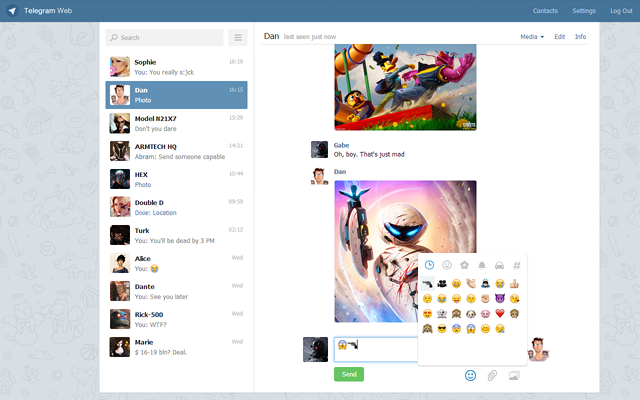 Telegram Web
Contacts
Settings
Log Out
Search
Sophie
16:18
You: You really s:)ck
Dan
16:15
Photo
Model N21X7
15:28
Don't you dare
ARMTECH HQ
14:31
Abram: Send someone capable
HEX
10:44
Photo
Double D
09:59
Dixie: Location
Turk
02:12
You: You'll be dead by 3 PM
Alice
Wed
You: 😭
Dante
Wed
You: See you later
Rick-500
Wed
You: WTF?
Marie
Wed
$ 16-19 bln? Deal.
Dan last seen just now
Media
Edit
Info
Gabe
Oh, boy. That's just mad
Dan
#
😱🔫
Send